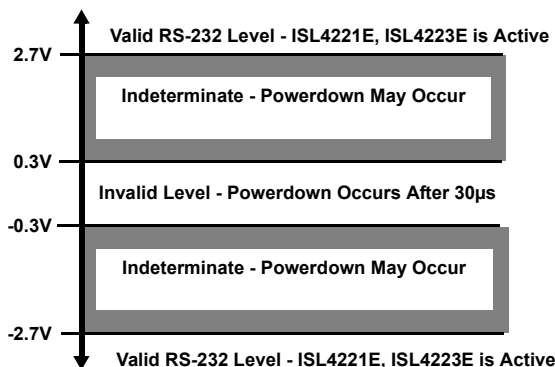 Valid RS-232 Level - ISL4221E, ISL4223E is Active
2.7V
Indeterminate - Powerdown May Occur
0.3V
Invalid Level - Powerdown Occurs After 30µs
-0.3V
Indeterminate - Powerdown May Occur
-2.7V
Valid RS-232 Level - ISL4221E, ISL4223E is Active